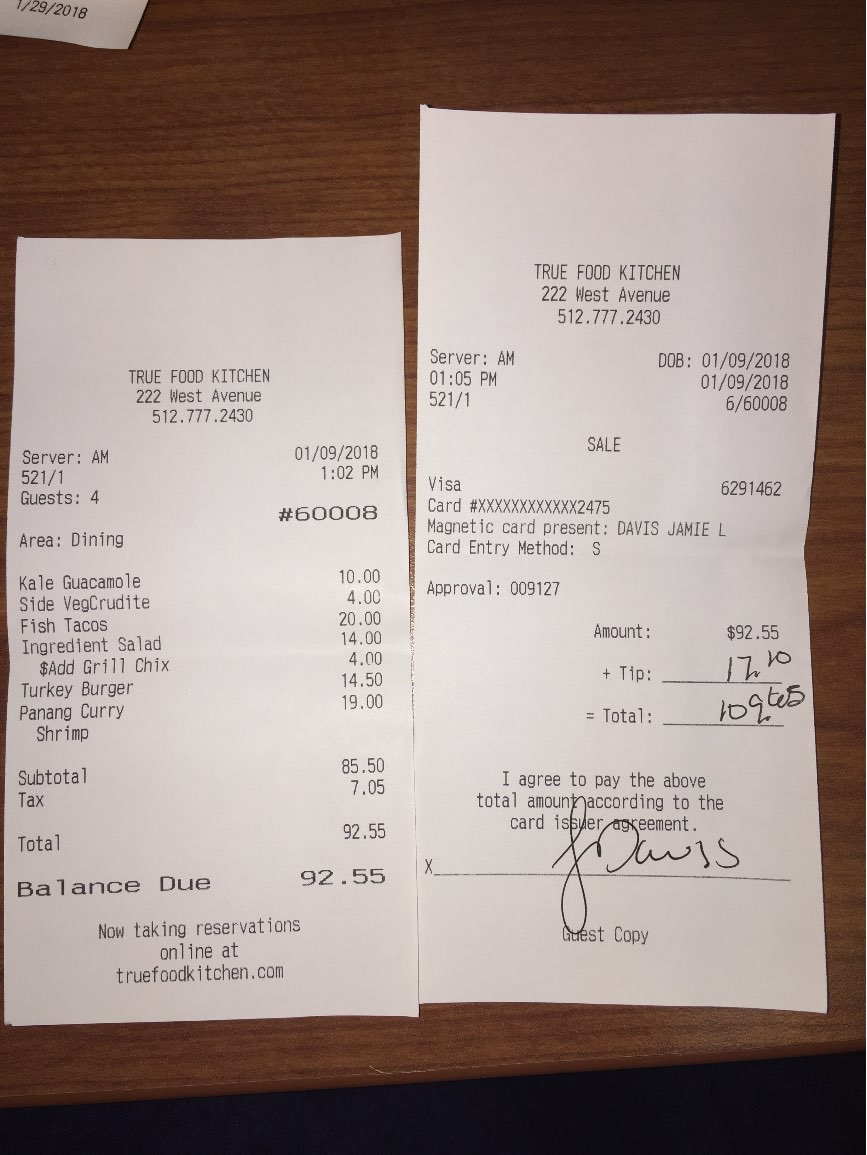 1/29/2018
TRUE FOOD KITCHEN
222 West Avenue
512.777.2430
Server: AM 01/09/2018
521/1 1:02 PM
Guests: 4
#60008
Area: Dining
Kale Guacamole 10.00
Side VegCrudite 4.00
Fish Tacos 20.00
Ingredient Salad 14.00
$Add Grill Chix 4.00
Turkey Burger 14.50
Panang Curry 19.00
Shrimp
Subtotal 85.50
Tax 7.05
Total 92.55
Balance Due 92.55
Now taking reservations
online at
truefoodkitchen.com
TRUE FOOD KITCHEN
222 West Avenue
512.777.2430
Server: AM DOB: 01/09/2018
01:05 PM 01/09/2018
521/1 6/60008
SALE
Visa 6291462
Card #XXXXXXXXXXXX2475
Magnetic card present: DAVIS JAMIE L
Card Entry Method: S
Approval: 009127
Amount: $92.55
+ Tip: 17.10
= Total: 109.65
I agree to pay the above
total amount according to the
card issuer agreement.
X J Davis
Guest Copy